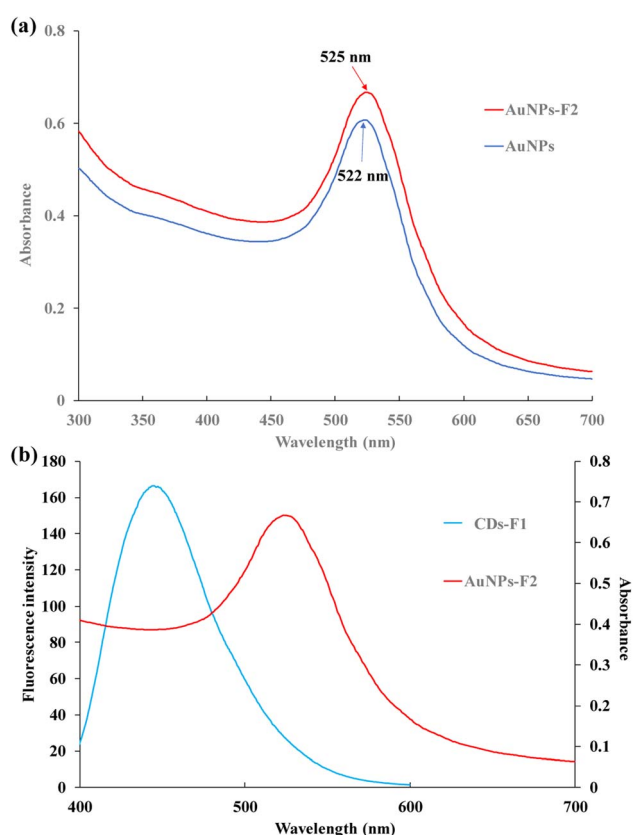 (a)
0.8
0.6
0.4
0.2
0
Absorbance
525 nm
522 nm
AuNPs-F2
AuNPs
300 350 400 450 500 550 600 650 700
Wavelength (nm)
(b)
180
160
140
120
100
80
60
40
20
0
Fluorescence intensity
CDs-F1
AuNPs-F2
0.8
0.7
0.6
0.5
0.4
0.3
0.2
0.1
0
Absorbance
400 500 600 700
Wavelength (nm)